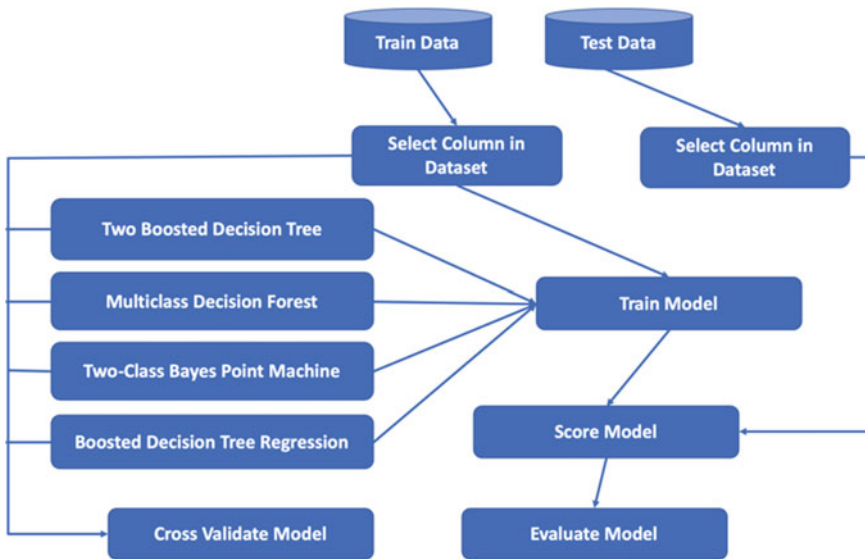 Train Data
Test Data
Select Column in
Dataset
Select Column in
Dataset
Two Boosted Decision Tree
Multiclass Decision Forest
Train Model
Two-Class Bayes Point Machine
Boosted Decision Tree Regression
Score Model
Cross Validate Model
Evaluate Model